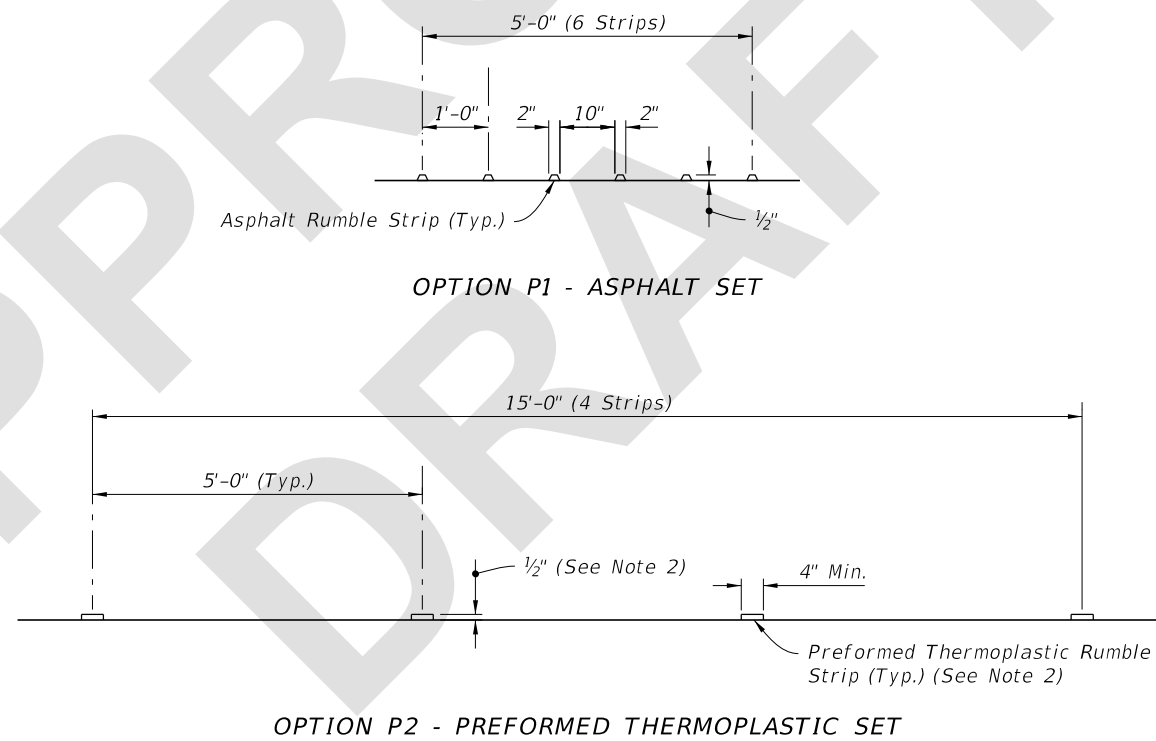 5'-0" (6 Strips)
1'-0" 2" 10" 2"
Asphalt Rumble Strip (Typ.)
½"
OPTION P1 - ASPHALT SET
15'-0" (4 Strips)
5'-0" (Typ.)
½" (See Note 2)
4" Min.
Preformed Thermoplastic Rumble
Strip (Typ.) (See Note 2)
OPTION P2 - PREFORMED THERMOPLASTIC SET
DRAFT